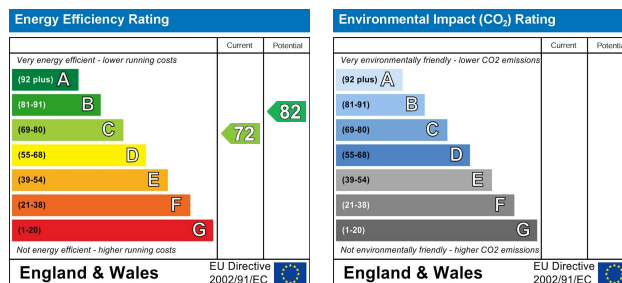 Energy Efficiency Rating
Current Potential
Very energy efficient - lower running costs
(92 plus) A
(81-91) B
(69-80) C
(55-68) D
(39-54) E
(21-38) F
(1-20) G
72
82
Not energy efficient - higher running costs
England & Wales
EU Directive
2002/91/EC
Environmental Impact (CO₂) Rating
Current Potential
Very environmentally friendly - lower CO2 emissions
(92 plus) A
(81-91) B
(69-80) C
(55-68) D
(39-54) E
(21-38) F
(1-20) G
Not environmentally friendly - higher CO2 emissions
England & Wales
EU Directive
2002/91/EC